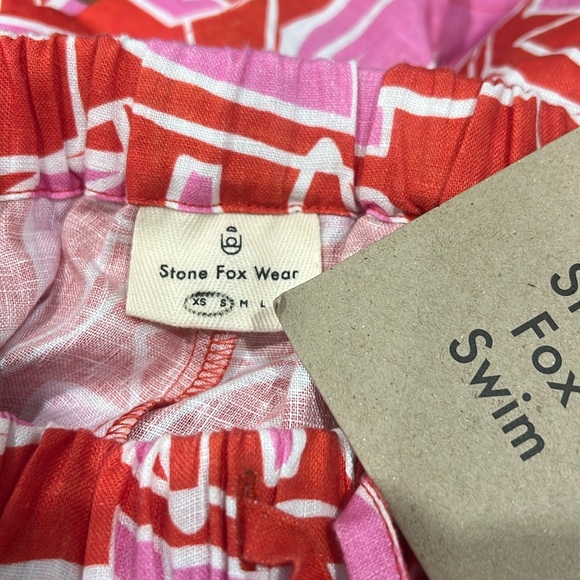 Stone Fox Wear
XS S M L
Fox
Swim